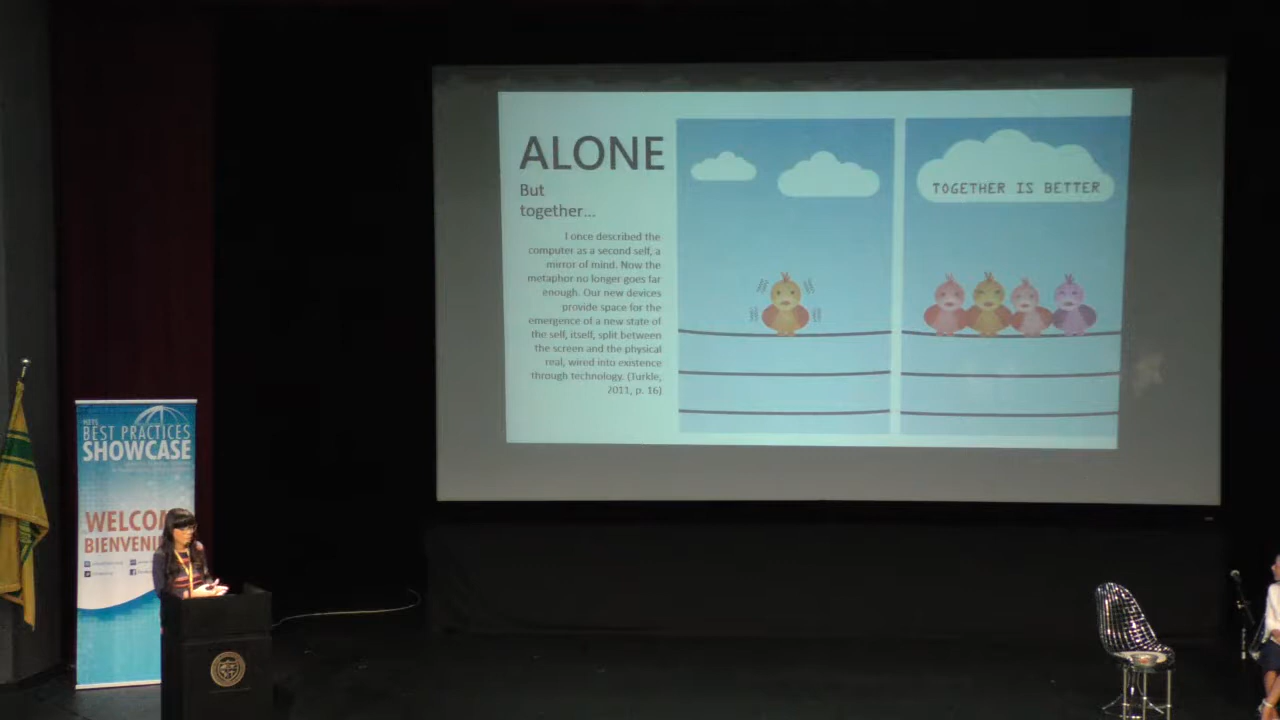 ALONE
But
together...
I once described the
computer as a second self, a
mirror of mind. Now the
metaphor no longer goes far
enough. Our new devices
provide space for the
emergence of a new state of
the self, itself, split between
the screen and the physical
real, wired into existence
through technology. (Turkle,
2011, p. 16)
TOGETHER IS BETTER
BEST PRACTICES
SHOWCASE
WELCO
BIENVENI